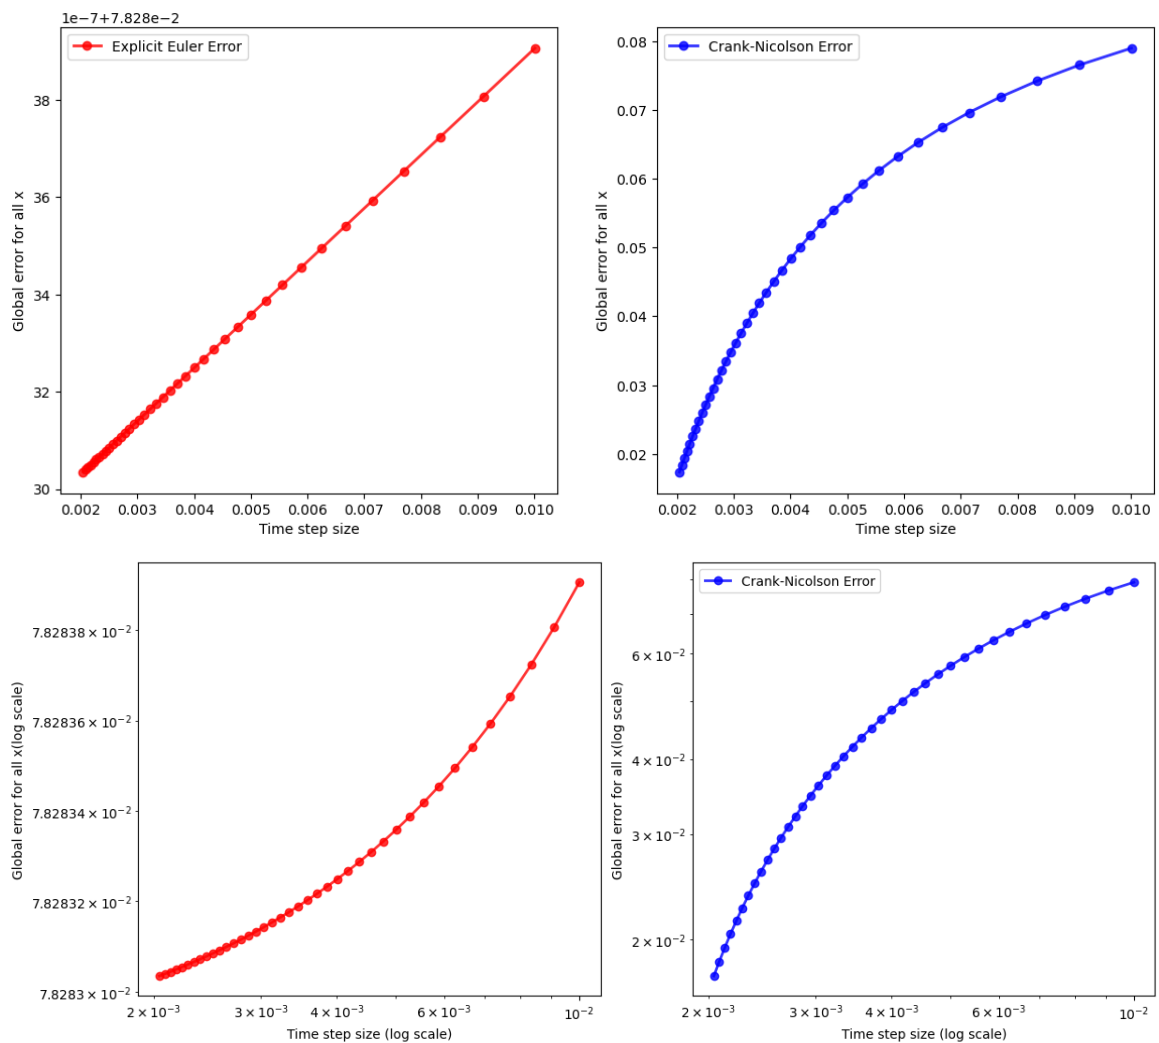 1e-7+7.828e-2
Explicit Euler Error
38
36
34
32
30
Global error for all x
0.002 0.003 0.004 0.005 0.006 0.007 0.008 0.009 0.010
Time step size
Crank-Nicolson Error
0.08
0.07
0.06
0.05
0.04
0.03
0.02
Global error for all x
0.002 0.003 0.004 0.005 0.006 0.007 0.008 0.009 0.010
Time step size
7.82838 × 10⁻²
7.82836 × 10⁻²
7.82834 × 10⁻²
7.82832 × 10⁻²
7.8283 × 10⁻²
Global error for all x(log scale)
2 × 10⁻³ 3 × 10⁻³ 4 × 10⁻³ 6 × 10⁻³ 10⁻²
Time step size (log scale)
Crank-Nicolson Error
6 × 10⁻²
4 × 10⁻²
3 × 10⁻²
2 × 10⁻²
Global error for all x(log scale)
2 × 10⁻³ 3 × 10⁻³ 4 × 10⁻³ 6 × 10⁻³ 10⁻²
Time step size (log scale)